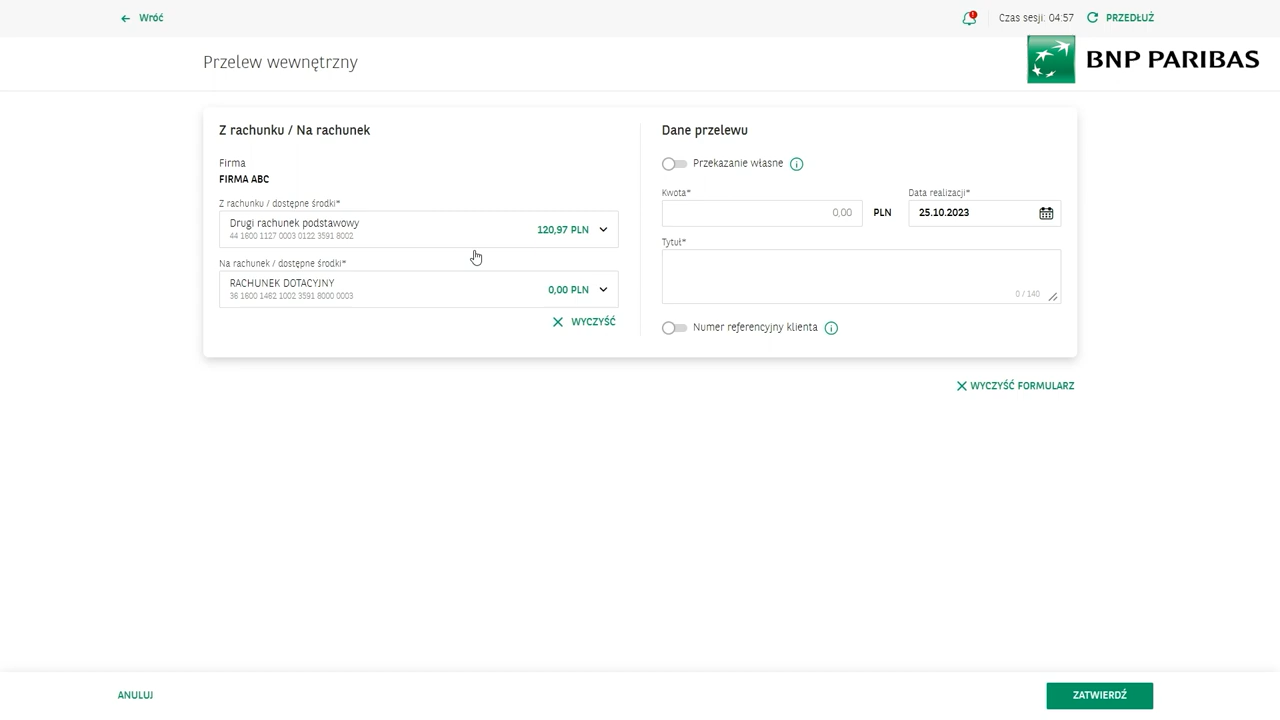 Wróć
Czas sesji: 04:57
PRZEDŁUŻ
Przelew wewnętrzny
BNP PARIBAS
Z rachunku / Na rachunek
Firma
FIRMA ABC
Z rachunku / dostępne środki*
Drugi rachunek podstawowy
44 1600 1127 0003 0122 3591 8002
120,97 PLN
Na rachunek / dostępne środki*
RACHUNEK DOTACYJNY
36 1600 1462 1002 3591 8000 0003
0,00 PLN
WYCZYŚĆ
Dane przelewu
Przekazanie własne
Kwota*
0,00
PLN
Data realizacji*
25.10.2023
Tytuł*
0 / 140
Numer referencyjny klienta
WYCZYŚĆ FORMULARZ
ANULUJ
ZATWIERDŹ